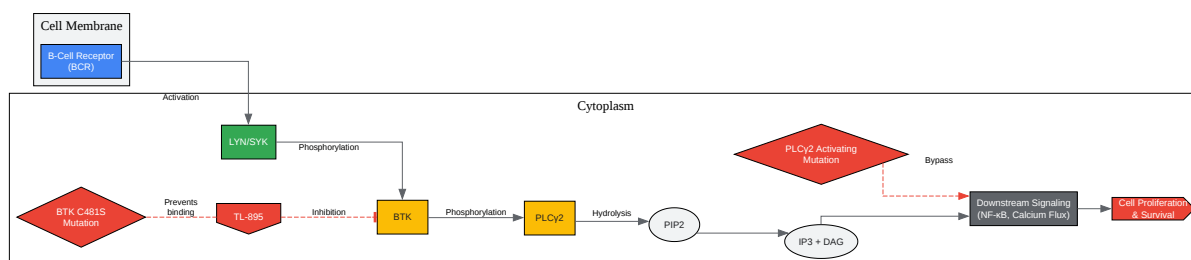 Cell Membrane
B-Cell Receptor
(BCR)
Activation
Cytoplasm
LYN/SYK
Phosphorylation
PLCγ2 Activating
Mutation
Bypass
BTK C481S
Mutation
Prevents
binding
TL-895
Inhibition
BTK
Phosphorylation
PLCγ2
Hydrolysis
PIP2
IP3 + DAG
Downstream Signaling
(NF-κB, Calcium Flux)
Cell Proliferation
& Survival